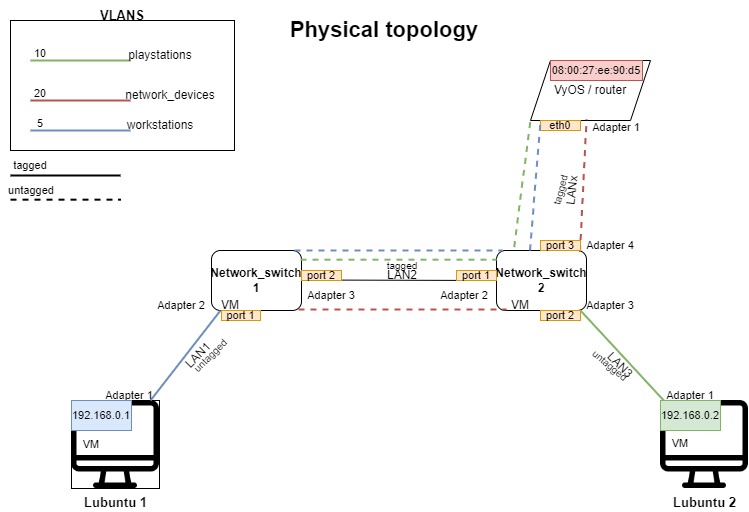 VLANS
Physical topology
10
playstations
20
network_devices
5
workstations
tagged
untagged
08:00:27:ee:90:d5
VyOS / router
eth0
Adapter 1
tagged
LANx
port 3
Adapter 4
Network_switch
1
port 2
tagged
LAN2
port 1
Network_switch
2
Adapter 2
VM
port 1
Adapter 3
Adapter 2
VM
port 2
Adapter 3
LAN1
untagged
LAN3
untagged
Adapter 1
192.168.0.1
VM
Lubuntu 1
Adapter 1
192.168.0.2
VM
Lubuntu 2